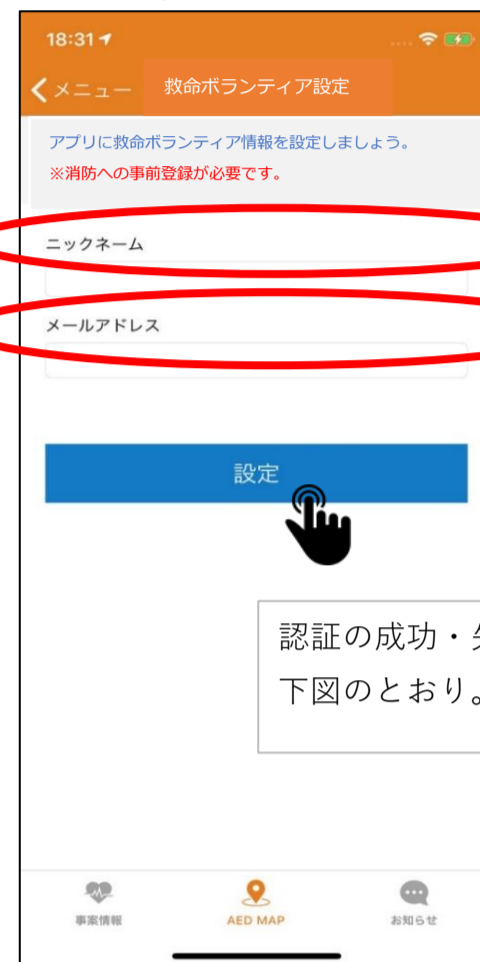 18:31
メニュー 救命ボランティア設定
アプリに救命ボランティア情報を設定しましょう。
※消防への事前登録が必要です。
ニックネーム
メールアドレス
設定
認証の成功・
下図のとおり。
事案情報 AED MAP お知らせ